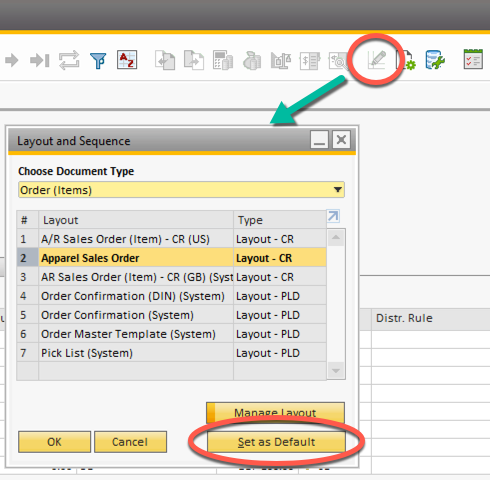 A
Z
Layout and Sequence
Choose Document Type
Order (Items)
# Layout Type
1 A/R Sales Order (Item) - CR (US) Layout - CR
2 Apparel Sales Order Layout - CR
3 AR Sales Order (Item) - CR (GB) (Syst Layout - CR
4 Order Confirmation (DIN) (System) Layout - PLD
5 Order Confirmation (System) Layout - PLD
6 Order Master Template (System) Layout - PLD
7 Pick List (System) Layout - PLD
Distr. Rule
Manage Layout
OK Cancel Set as Default